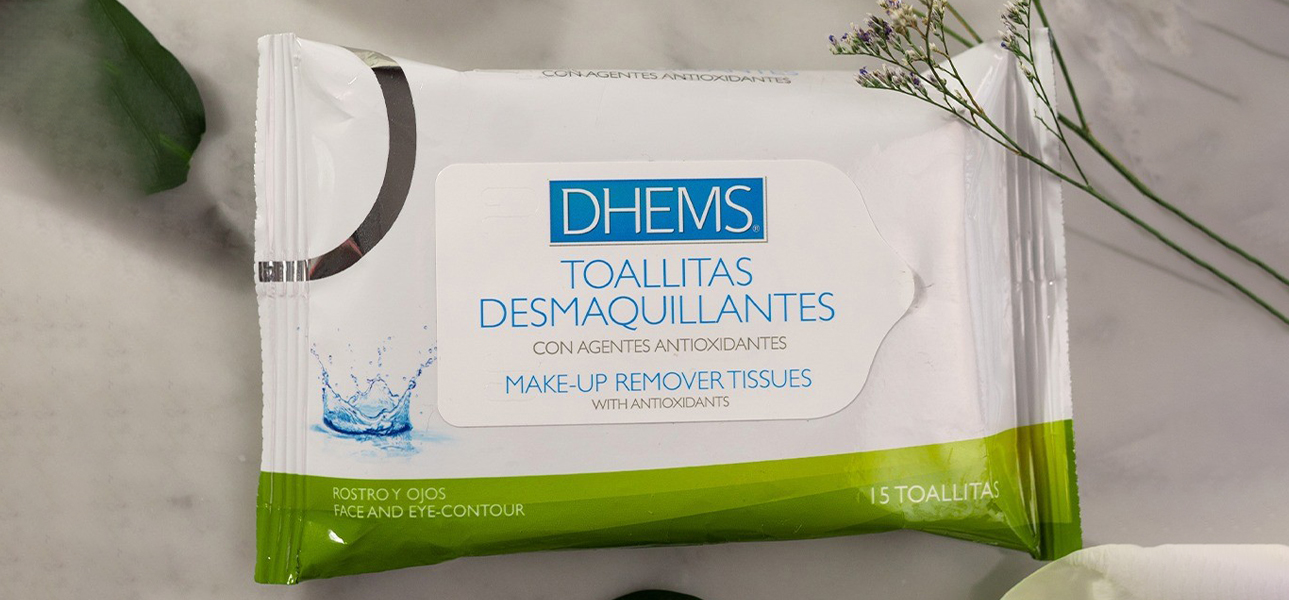 CON AGENTES ANTIOXIDANTES
DHEMS®
TOALLITAS
DESMAQUILLANTES
CON AGENTES ANTIOXIDANTES
MAKE-UP REMOVER TISSUES
WITH ANTIOXIDANTS
ROSTRO Y OJOS
FACE AND EYE-CONTOUR
15 TOALLITAS